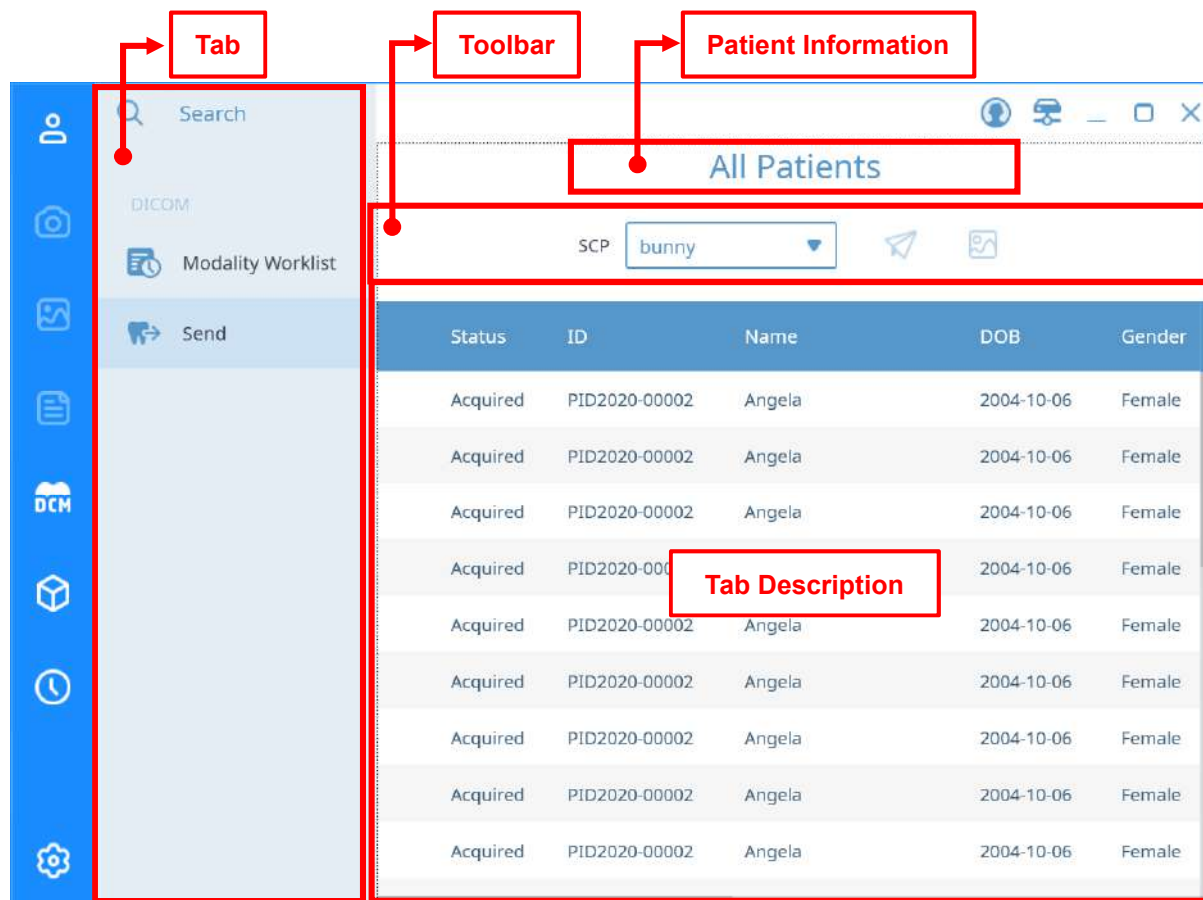 Tab Toolbar Patient Information
Search
All Patients
DICOM
SCP bunny
Modality Worklist
Send
DCM
Status ID Name DOB Gender
Acquired PID2020-00002 Angela 2004-10-06 Female
Acquired PID2020-00002 Angela 2004-10-06 Female
Acquired PID2020-00002 Angela 2004-10-06 Female
Acquired PID2020-000 2004-10-06 Female
Tab Description
Acquired PID2020-00002 Angela 2004-10-06 Female
Acquired PID2020-00002 Angela 2004-10-06 Female
Acquired PID2020-00002 Angela 2004-10-06 Female
Acquired PID2020-00002 Angela 2004-10-06 Female
Acquired PID2020-00002 Angela 2004-10-06 Female